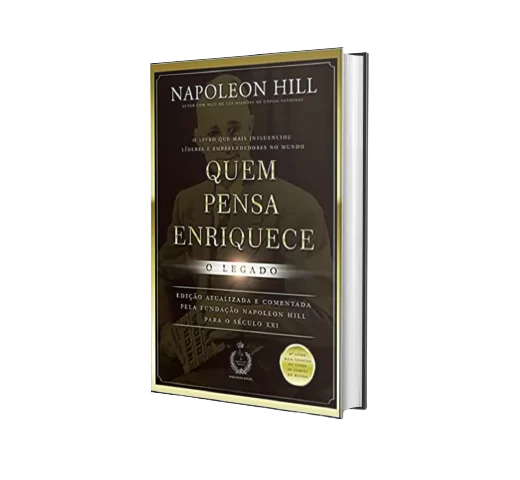 NAPOLEON HILL
AUTOR COM MAIS DE 120 MILHÕES DE CÓPIAS VENDIDAS
O LIVRO QUE MAIS INFLUENCIOU
LÍDERES E EMPREENDEDORES NO MUNDO
QUEM
PENSA
ENRIQUECE
O LEGADO
EDIÇÃO ATUALIZADA E COMENTADA
PELA FUNDAÇÃO NAPOLEON HILL
PARA O SÉCULO XXI